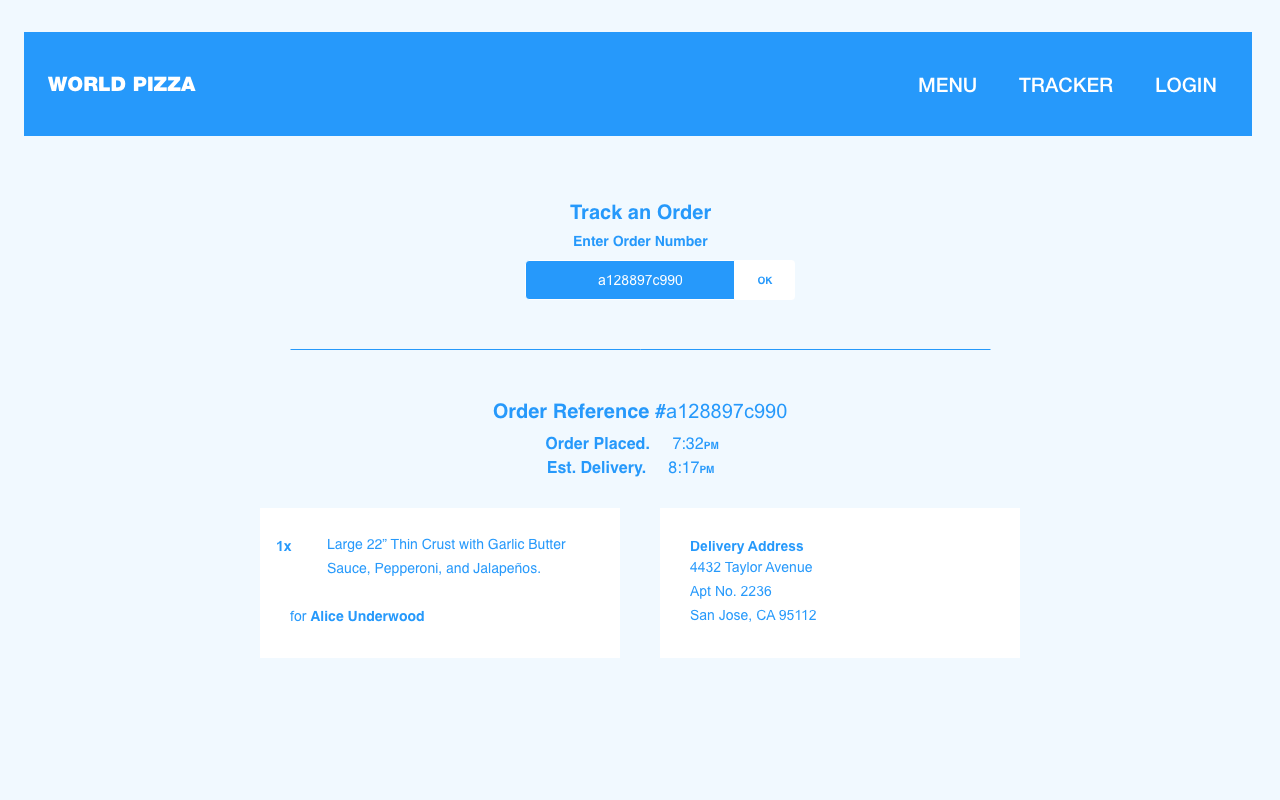 WORLD PIZZA
MENU TRACKER LOGIN
Track an Order
Enter Order Number
a128897c990 OK
Order Reference #a128897c990
Order Placed. 7:32PM
Est. Delivery. 8:17PM
1x Large 22” Thin Crust with Garlic Butter
Sauce, Pepperoni, and Jalapeños.
for Alice Underwood
Delivery Address
4432 Taylor Avenue
Apt No. 2236
San Jose, CA 95112